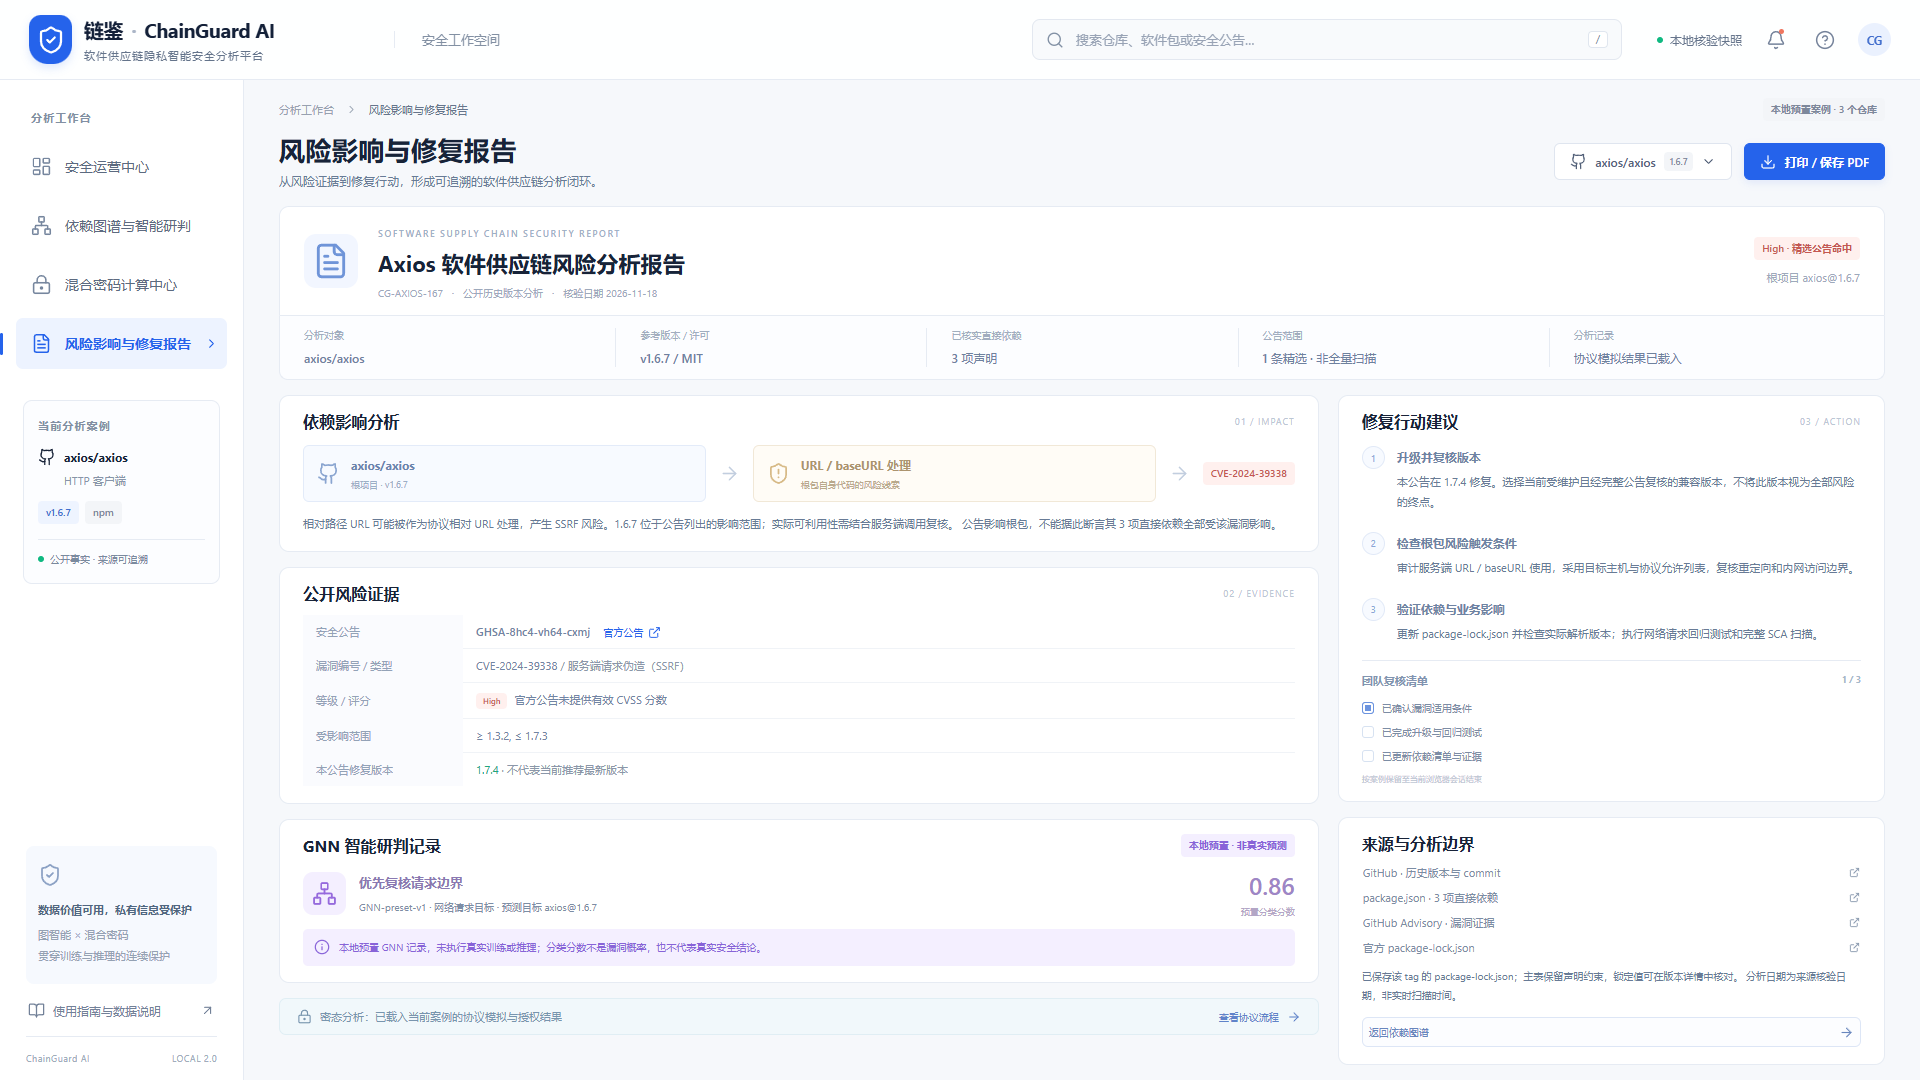 链鉴 · ChainGuard AI
软件供应链隐私智能安全分析平台
安全工作空间
搜索仓库、软件包或安全公告...
/
本地核验快照
CG
分析工作台
安全运营中心
依赖图谱与智能研判
混合密码计算中心
风险影响与修复报告
当前分析案例
axios/axios
HTTP 客户端
v1.6.7
npm
公开事实 · 来源可追溯
数据价值可用，私有信息受保护
图智能 × 混合密码
贯穿训练与推理的连续保护
使用指南与数据说明
ChainGuard AI
LOCAL 2.0
分析工作台
风险影响与修复报告
本地预置案例 · 3 个仓库
风险影响与修复报告
从风险证据到修复行动，形成可追溯的软件供应链分析闭环。
axios/axios
1.6.7
打印 / 保存 PDF
SOFTWARE SUPPLY CHAIN SECURITY REPORT
Axios 软件供应链风险分析报告
CG-AXIOS-167 · 公开历史版本分析 · 核验日期 2026-11-18
High · 精选公告命中
根项目 axios@1.6.7
分析对象
axios/axios
参考版本 / 许可
v1.6.7 / MIT
已核实直接依赖
3 项声明
公告范围
1 条精选 · 非全量扫描
分析记录
协议模拟结果已载入
依赖影响分析
01 / IMPACT
axios/axios
根项目 · v1.6.7
URL / baseURL 处理
根包自身代码的风险线索
CVE-2024-39338
相对路径 URL 可能被作为协议相对 URL 处理，产生 SSRF 风险。1.6.7 位于公告列出的影响范围；实际可利用性需结合服务端调用复核。 公告影响根包，不能据此断言其 3 项直接依赖全部受该漏洞影响。
公开风险证据
02 / EVIDENCE
安全公告
GHSA-8hc4-vh64-cxmj
官方公告
漏洞编号 / 类型
CVE-2024-39338 / 服务端请求伪造（SSRF）
等级 / 评分
High
官方公告未提供有效 CVSS 分数
受影响范围
≥ 1.3.2, ≤ 1.7.3
本公告修复版本
1.7.4 · 不代表当前推荐最新版本
GNN 智能研判记录
本地预置 · 非真实预测
优先复核请求边界
GNN-preset-v1 · 网络请求目标 · 预测目标 axios@1.6.7
0.86
预置分类分数
本地预置 GNN 记录，未执行真实训练或推理；分类分数不是漏洞概率，也不代表真实安全结论。
密态分析：已载入当前案例的协议模拟与授权结果
查看协议流程
修复行动建议
03 / ACTION
1
升级并复核版本
本公告在 1.7.4 修复。选择当前受维护且经完整公告复核的兼容版本，不将此版本视为全部风险
的终点。
2
检查根包风险触发条件
审计服务端 URL / baseURL 使用，采用目标主机与协议允许列表，复核重定向和内网访问边界。
3
验证依赖与业务影响
更新 package-lock.json 并检查实际解析版本；执行网络请求回归测试和完整 SCA 扫描。
团队复核清单
1 / 3
已确认漏洞适用条件
已完成升级与回归测试
已更新依赖清单与证据
按案例保留至当前浏览器会话结束
来源与分析边界
GitHub · 历史版本与 commit
package.json · 3 项直接依赖
GitHub Advisory · 漏洞证据
官方 package-lock.json
已保存该 tag 的 package-lock.json；主表保留声明约束，锁定值可在版本详情中核对。 分析日期为来源核验日
期，非实时扫描时间。
返回依赖图谱